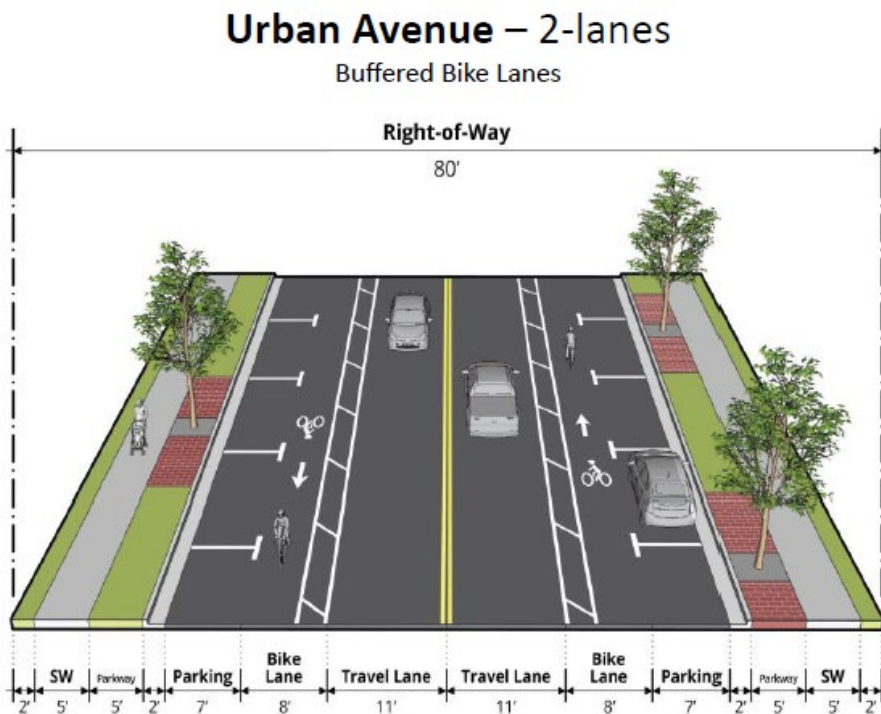 Urban Avenue – 2-lanes
Buffered Bike Lanes
Right-of-Way
80'
SW Parkway Parking Bike Lane Travel Lane Travel Lane Bike Lane Parking Parkway SW
2' 5' 5' 2' 7' 8' 11' 11' 8' 7' 2' 5' 5' 2'